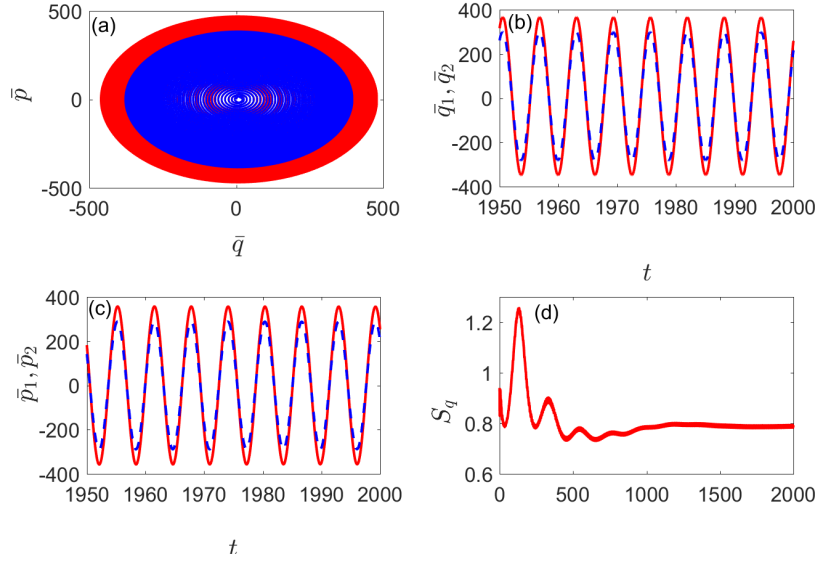 (a)
500
0
-500
p̄
-500 0 500
q̄
(b)
400
200
0
-200
-400
q̄₁, q̄₂
1950 1960 1970 1980 1990 2000
t
(c)
400
200
0
-200
-400
p̄₁, p̄₂
1950 1960 1970 1980 1990 2000
t
(d)
1.2
1
0.8
0.6
S_q
0 500 1000 1500 2000